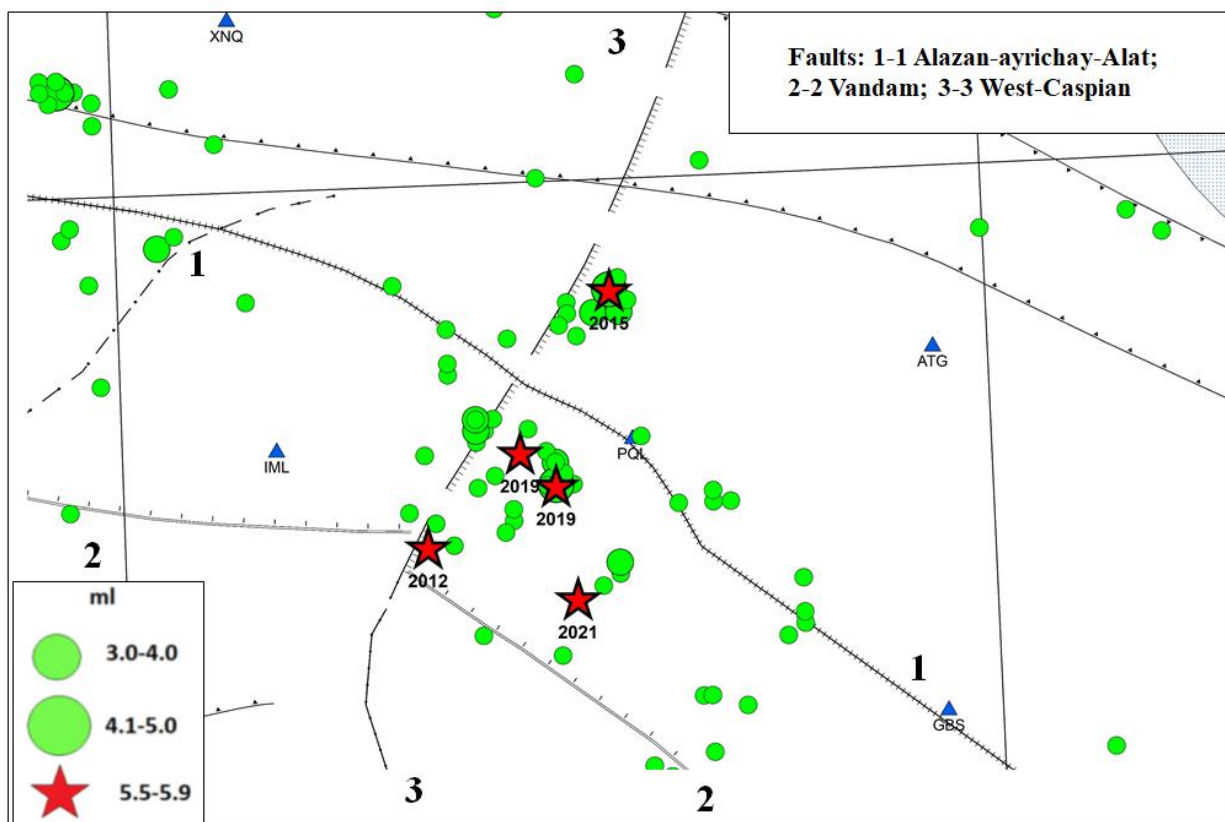 XNQ
3
Faults: 1-1 Alazan-ayrichay-Alat;
2-2 Vandam; 3-3 West-Caspian
1
2015
ATG
PQL
IML
2019
2019
2
2012
2021
ml
3.0-4.0
4.1-5.0
5.5-5.9
1
GBS
3
2